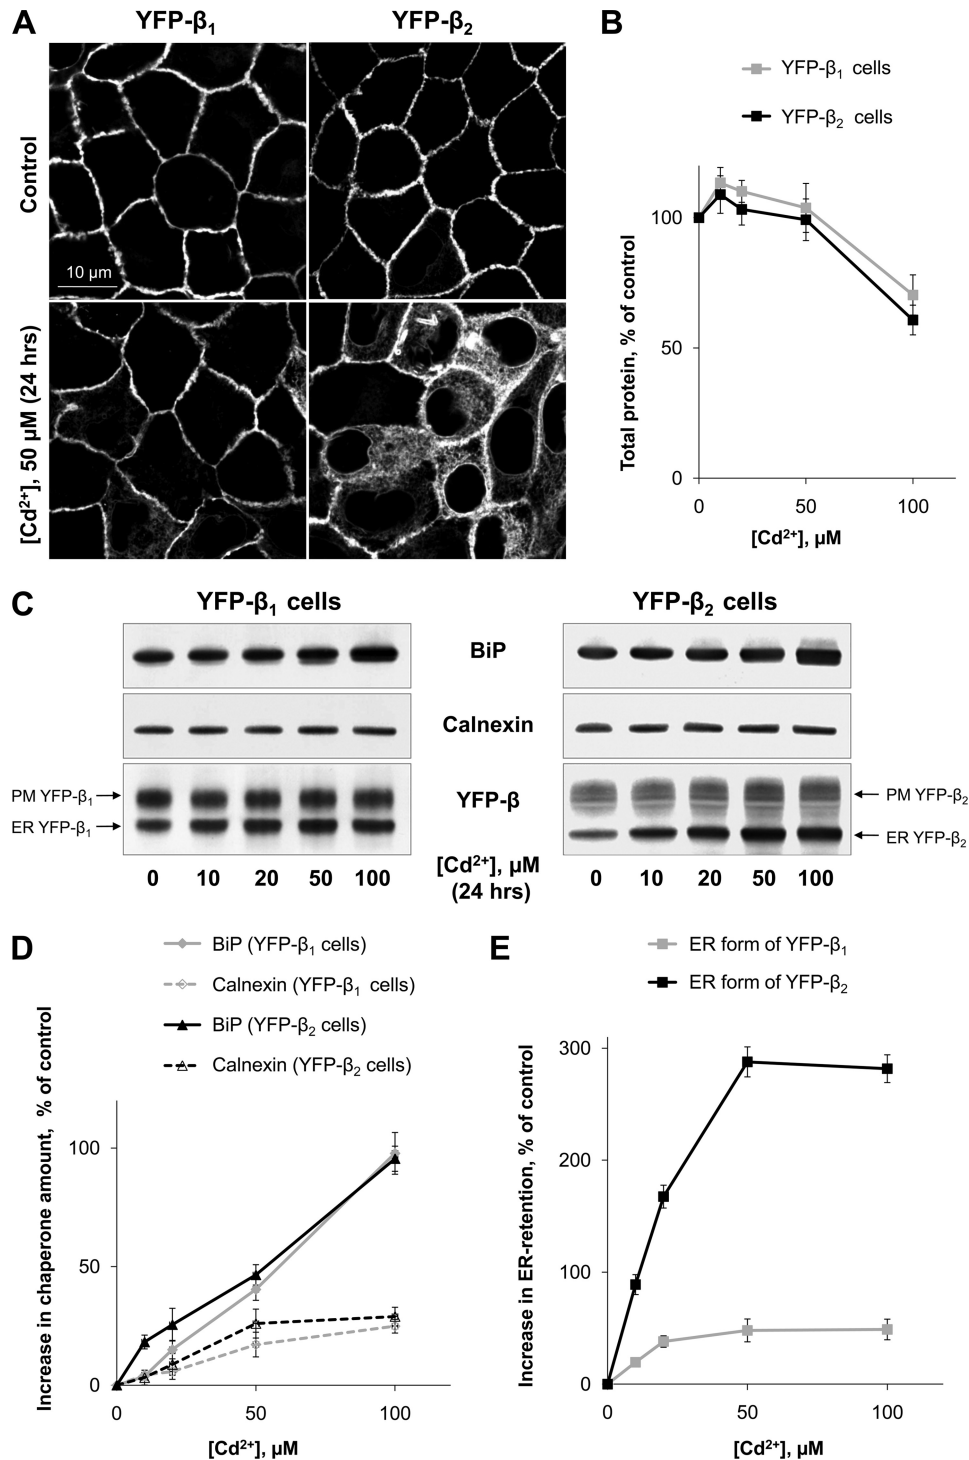 A
YFP-β1
YFP-β2
Control
10 µm
[Cd2+], 50 µM (24 hrs)
B
YFP-β1 cells
YFP-β2 cells
Total protein, % of control
100
50
0
0 50 100
[Cd2+], µM
C
YFP-β1 cells
YFP-β2 cells
BiP
Calnexin
YFP-β
PM YFP-β1
ER YFP-β1
PM YFP-β2
ER YFP-β2
0 10 20 50 100
[Cd2+], µM
(24 hrs)
0 10 20 50 100
D
BiP (YFP-β1 cells)
Calnexin (YFP-β1 cells)
BiP (YFP-β2 cells)
Calnexin (YFP-β2 cells)
Increase in chaperone amount, % of control
100
50
0
0 50 100
[Cd2+], µM
E
ER form of YFP-β1
ER form of YFP-β2
Increase in ER-retention, % of control
300
200
100
0
0 50 100
[Cd2+], µM